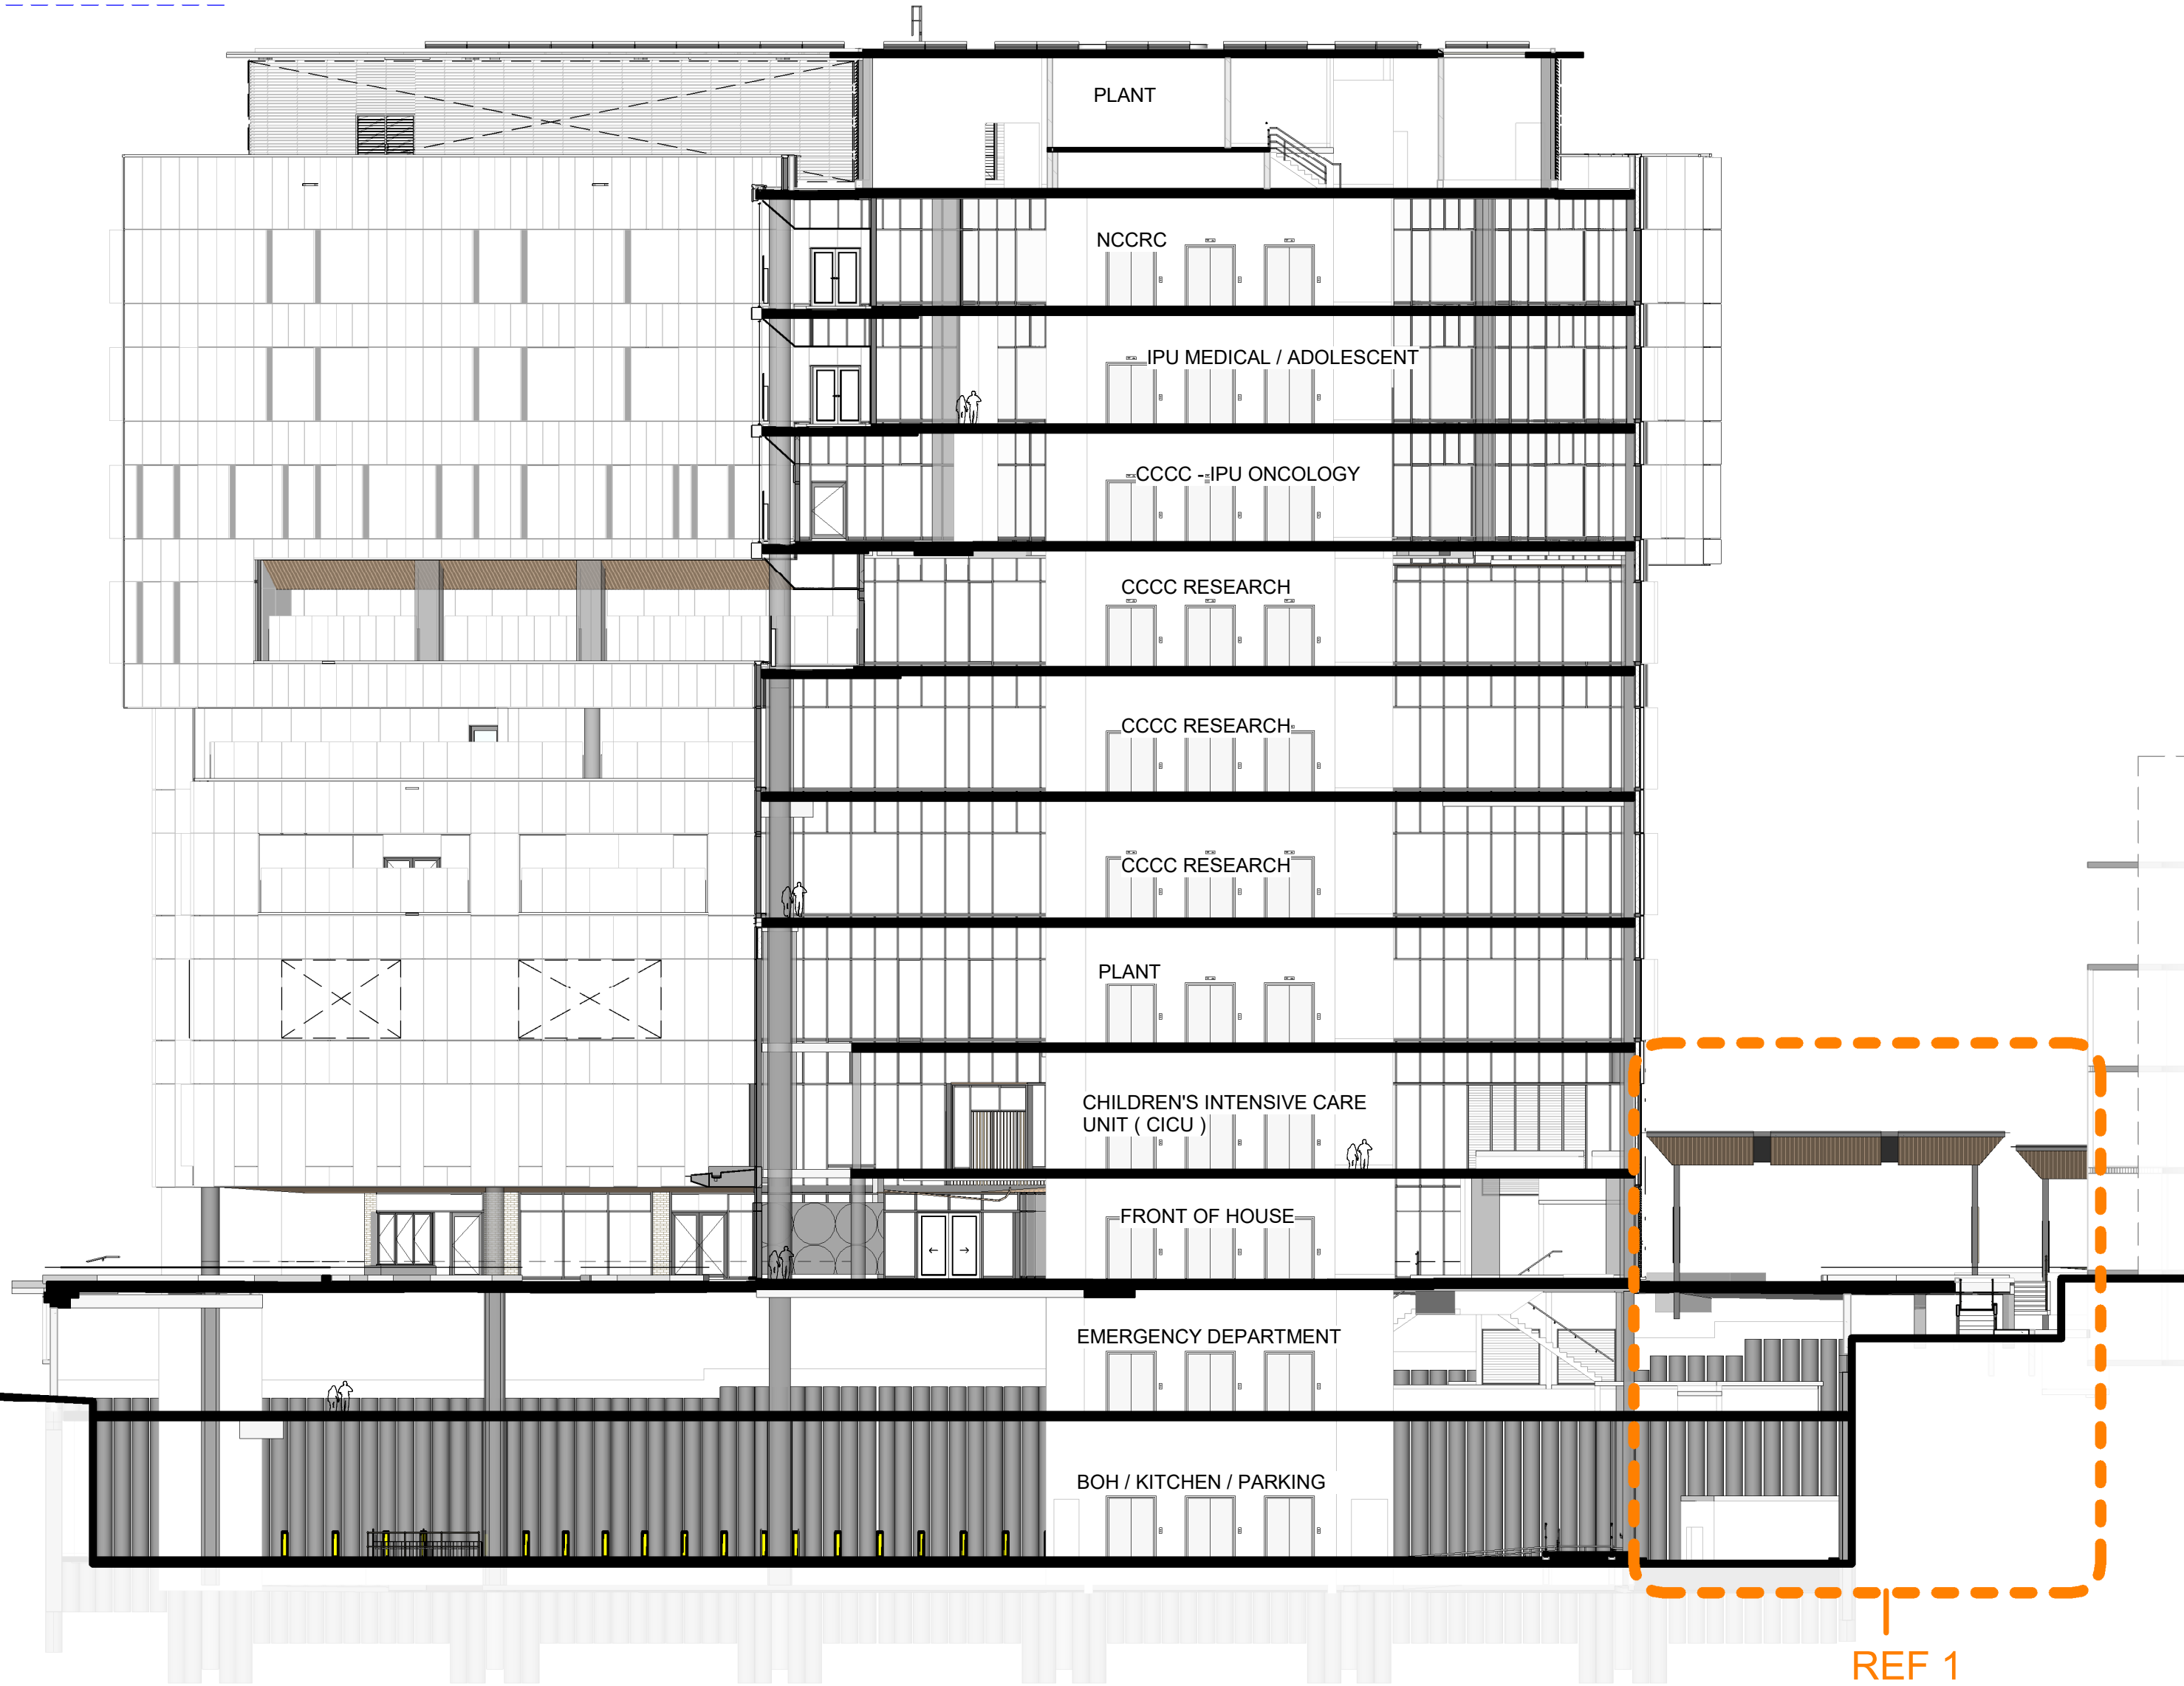 PLANT
NCCRC
IPU MEDICAL / ADOLESCENT
CCCC - IPU ONCOLOGY
CCCC RESEARCH
CCCC RESEARCH
CCCC RESEARCH
PLANT
CHILDREN'S INTENSIVE CARE
UNIT ( CICU )
FRONT OF HOUSE
EMERGENCY DEPARTMENT
BOH / KITCHEN / PARKING
REF 1